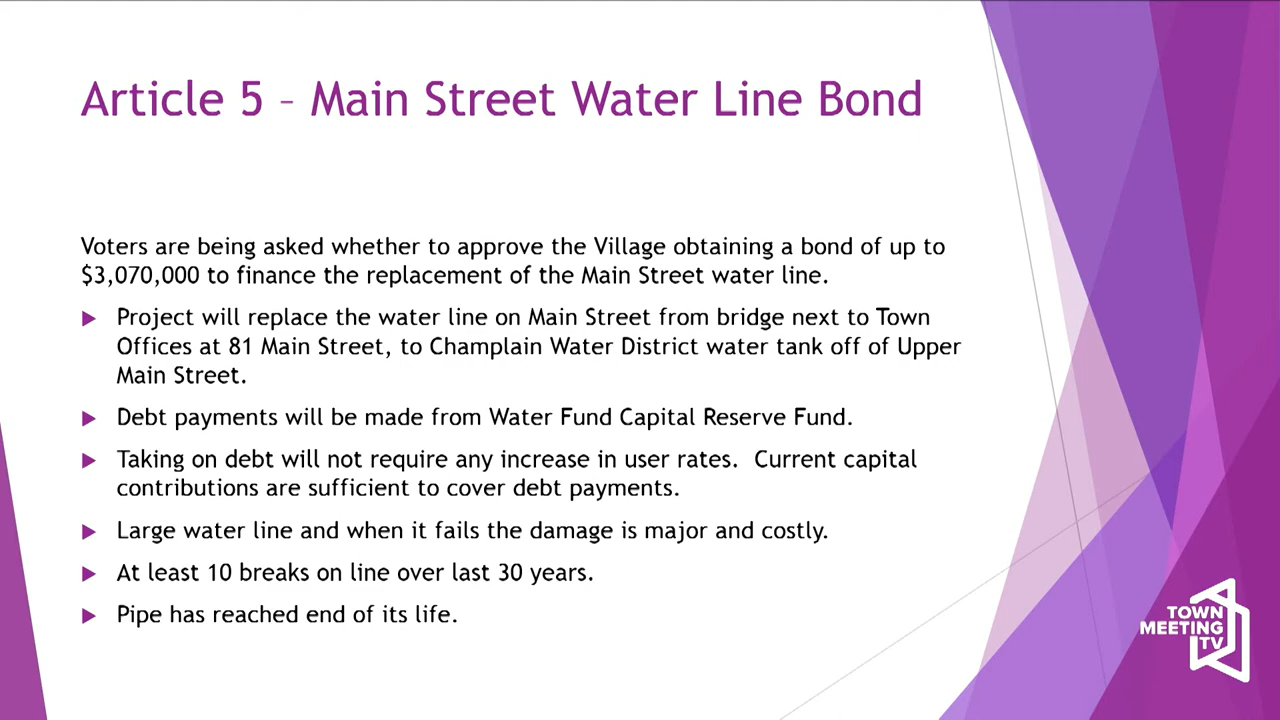 Article 5 – Main Street Water Line Bond
Voters are being asked whether to approve the Village obtaining a bond of up to
$3,070,000 to finance the replacement of the Main Street water line.
Project will replace the water line on Main Street from bridge next to Town
Offices at 81 Main Street, to Champlain Water District water tank off of Upper
Main Street.
Debt payments will be made from Water Fund Capital Reserve Fund.
Taking on debt will not require any increase in user rates.  Current capital
contributions are sufficient to cover debt payments.
Large water line and when it fails the damage is major and costly.
At least 10 breaks on line over last 30 years.
Pipe has reached end of its life.
TOWN
MEETING
TV